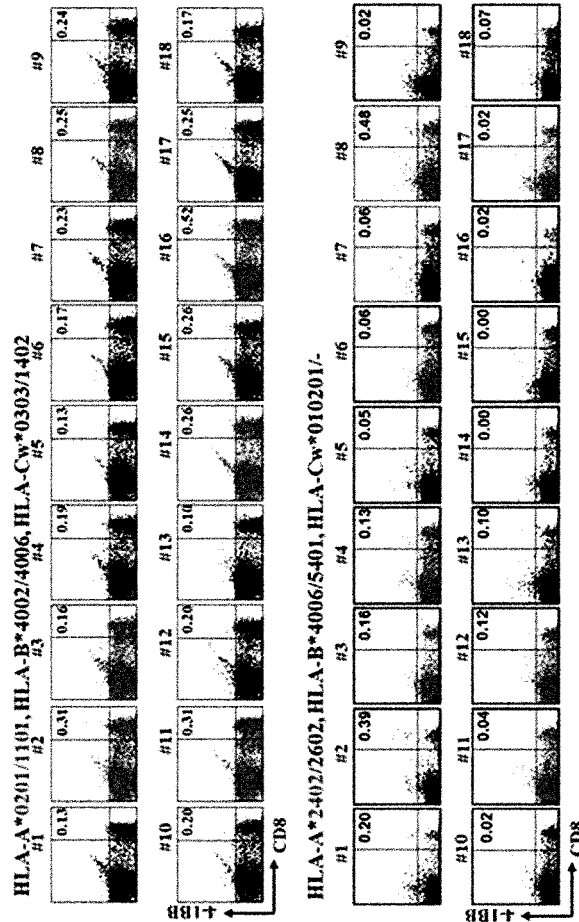 HLA-A*0201/1101, HLA-B*4002/4006, HLA-Cw*0303/1402
#1 #2 #3 #4 #5 #6 #7 #8 #9
0.13 0.31 0.16 0.19 0.13 0.17 0.23 0.25 0.24
#10 #11 #12 #13 #14 #15 #16 #17 #18
0.20 0.31 0.20 0.10 0.26 0.26 0.52 0.25 0.17
4-1BB
CD8
HLA-A*2402/2602, HLA-B*4006/5401, HLA-Cw*010201/-
#1 #2 #3 #4 #5 #6 #7 #8 #9
0.20 0.39 0.16 0.13 0.05 0.06 0.06 0.48 0.02
#10 #11 #12 #13 #14 #15 #16 #17 #18
0.02 0.04 0.12 0.10 0.00 0.00 0.02 0.02 0.07
4-1BB
CD8